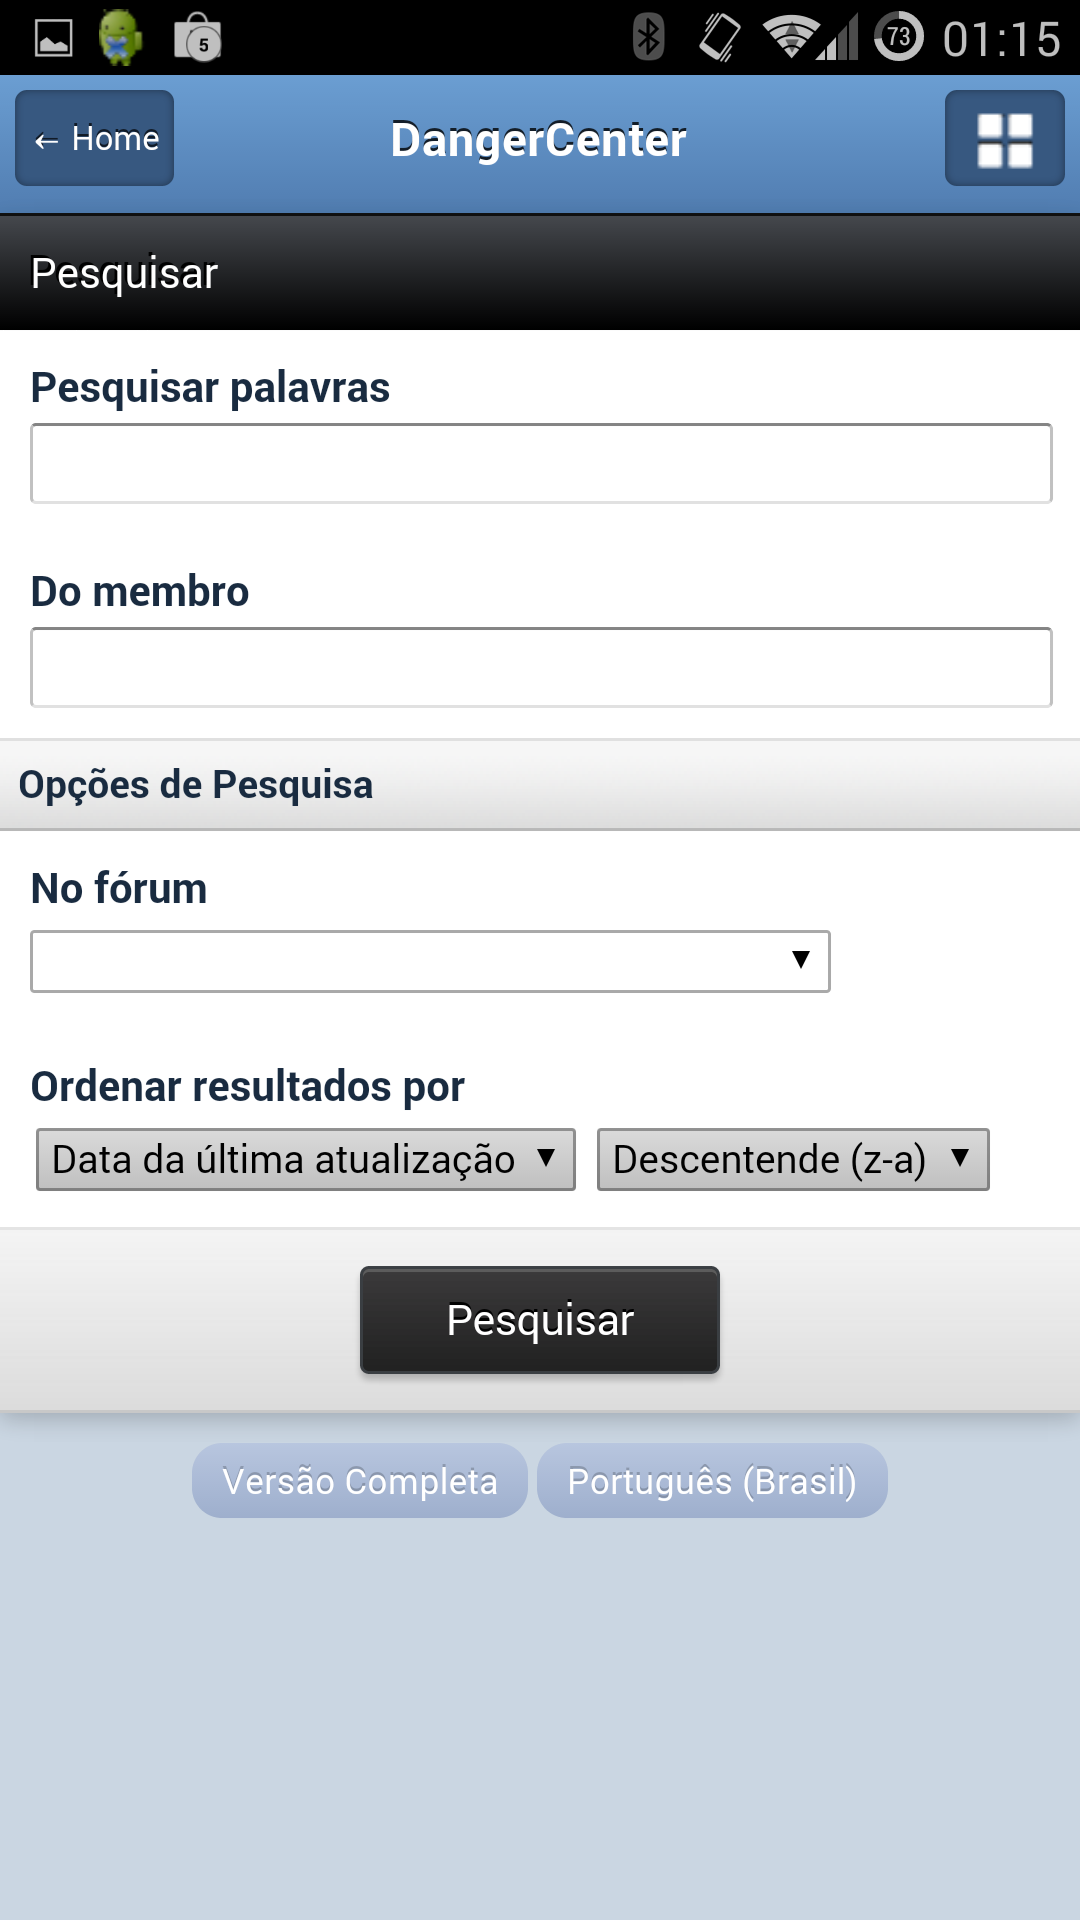 5 73 01:15
← Home DangerCenter
Pesquisar
Pesquisar palavras
Do membro
Opções de Pesquisa
No fórum
▼
Ordenar resultados por
Data da última atualização ▼ Descentende (z-a) ▼
Pesquisar
Versão Completa Português (Brasil)